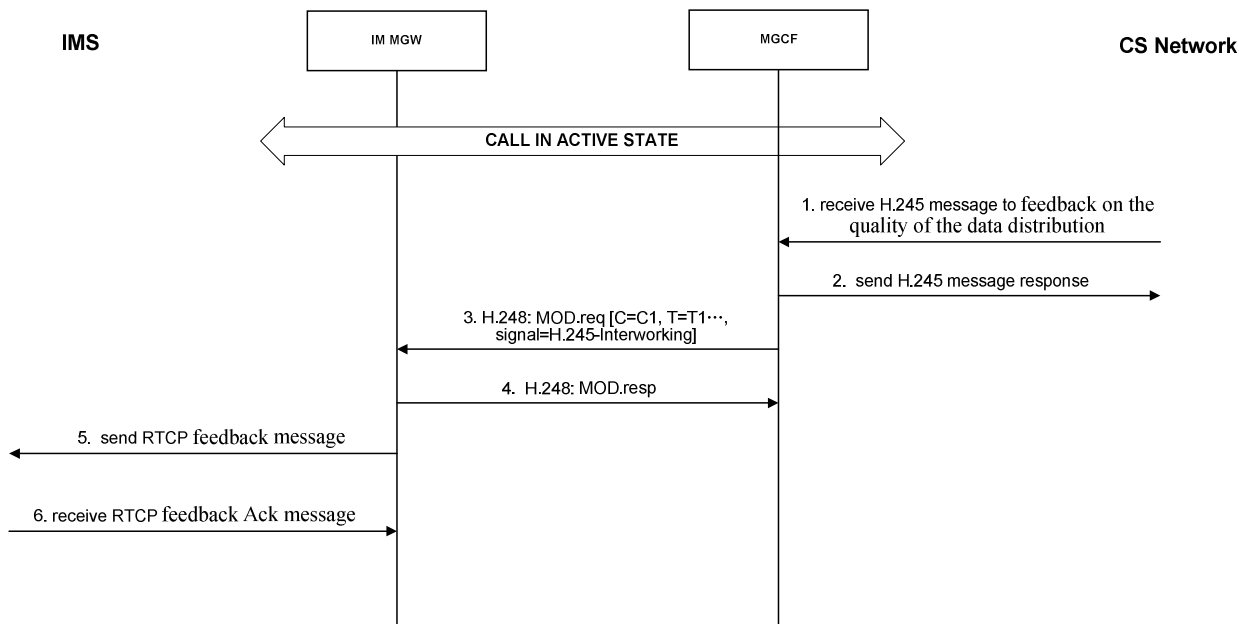 IMS
IM MGW
MGCF
CS Network
CALL IN ACTIVE STATE
1. receive H.245 message to feedback on the
quality of the data distribution
2. send H.245 message response
3. H.248: MOD.req [C=C1, T=T1⋯,
signal=H.245-Interworking]
4. H.248: MOD.resp
5. send RTCP feedback message
6. receive RTCP feedback Ack message